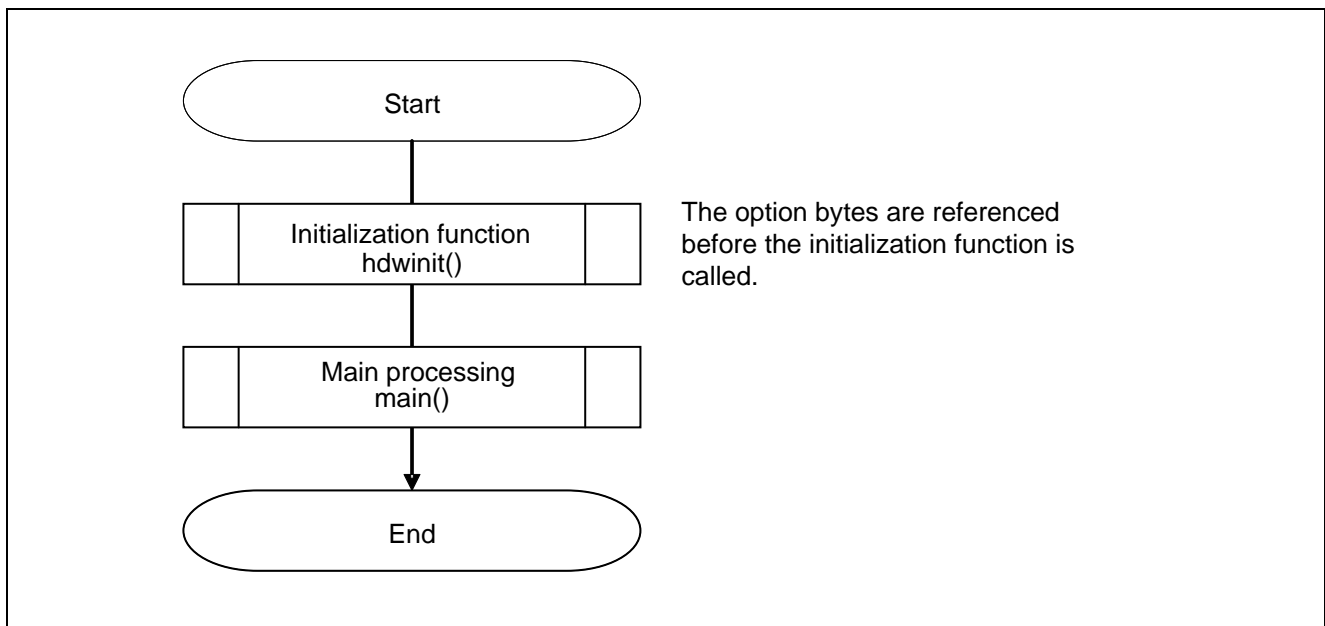 Start
Initialization function
hdwinit()
The option bytes are referenced
before the initialization function is
called.
Main processing
main()
End